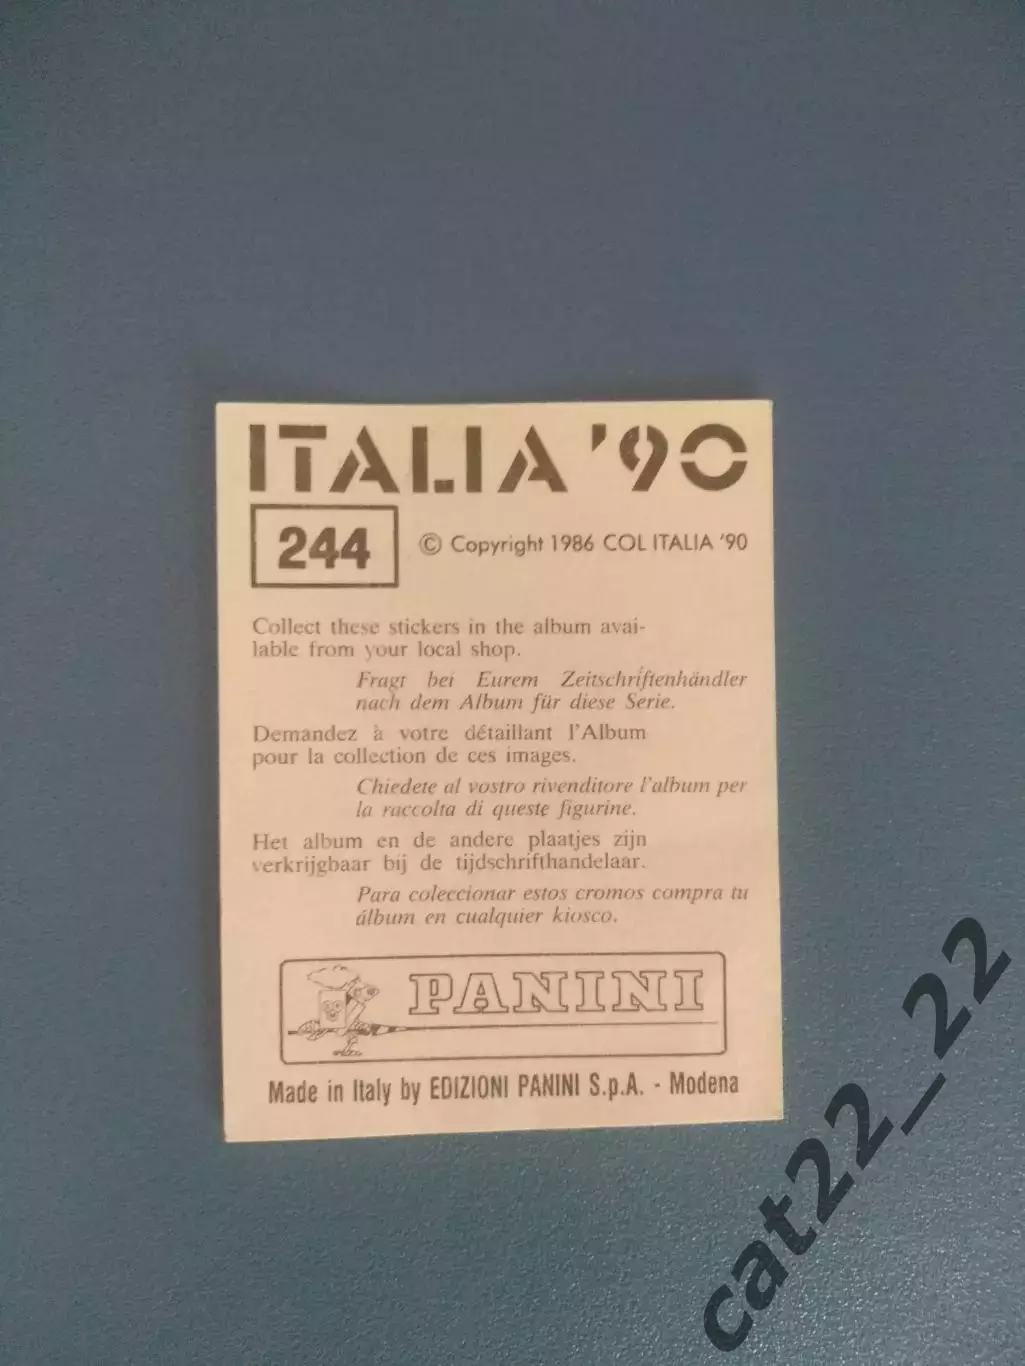 ITALIA '90
244
© Copyright 1986 COL ITALIA '90
Collect these stickers in the album avai-
lable from your local shop.
Fragt bei Eurem Zeitschriftenhändler
nach dem Album für diese Serie.
Demandez à votre détaillant l'Album
pour la collection de ces images.
Chiedete al vostro rivenditore l'album per
la raccolta di queste figurine.
Het album en de andere plaatjes zijn
verkrijgbaar bij de tijdschrifthandelaar.
Para coleccionar estos cromos compra tu
álbum en cualquier kiosco.
PANINI
Made in Italy by EDIZIONI PANINI S.p.A. - Modena
cat22_22